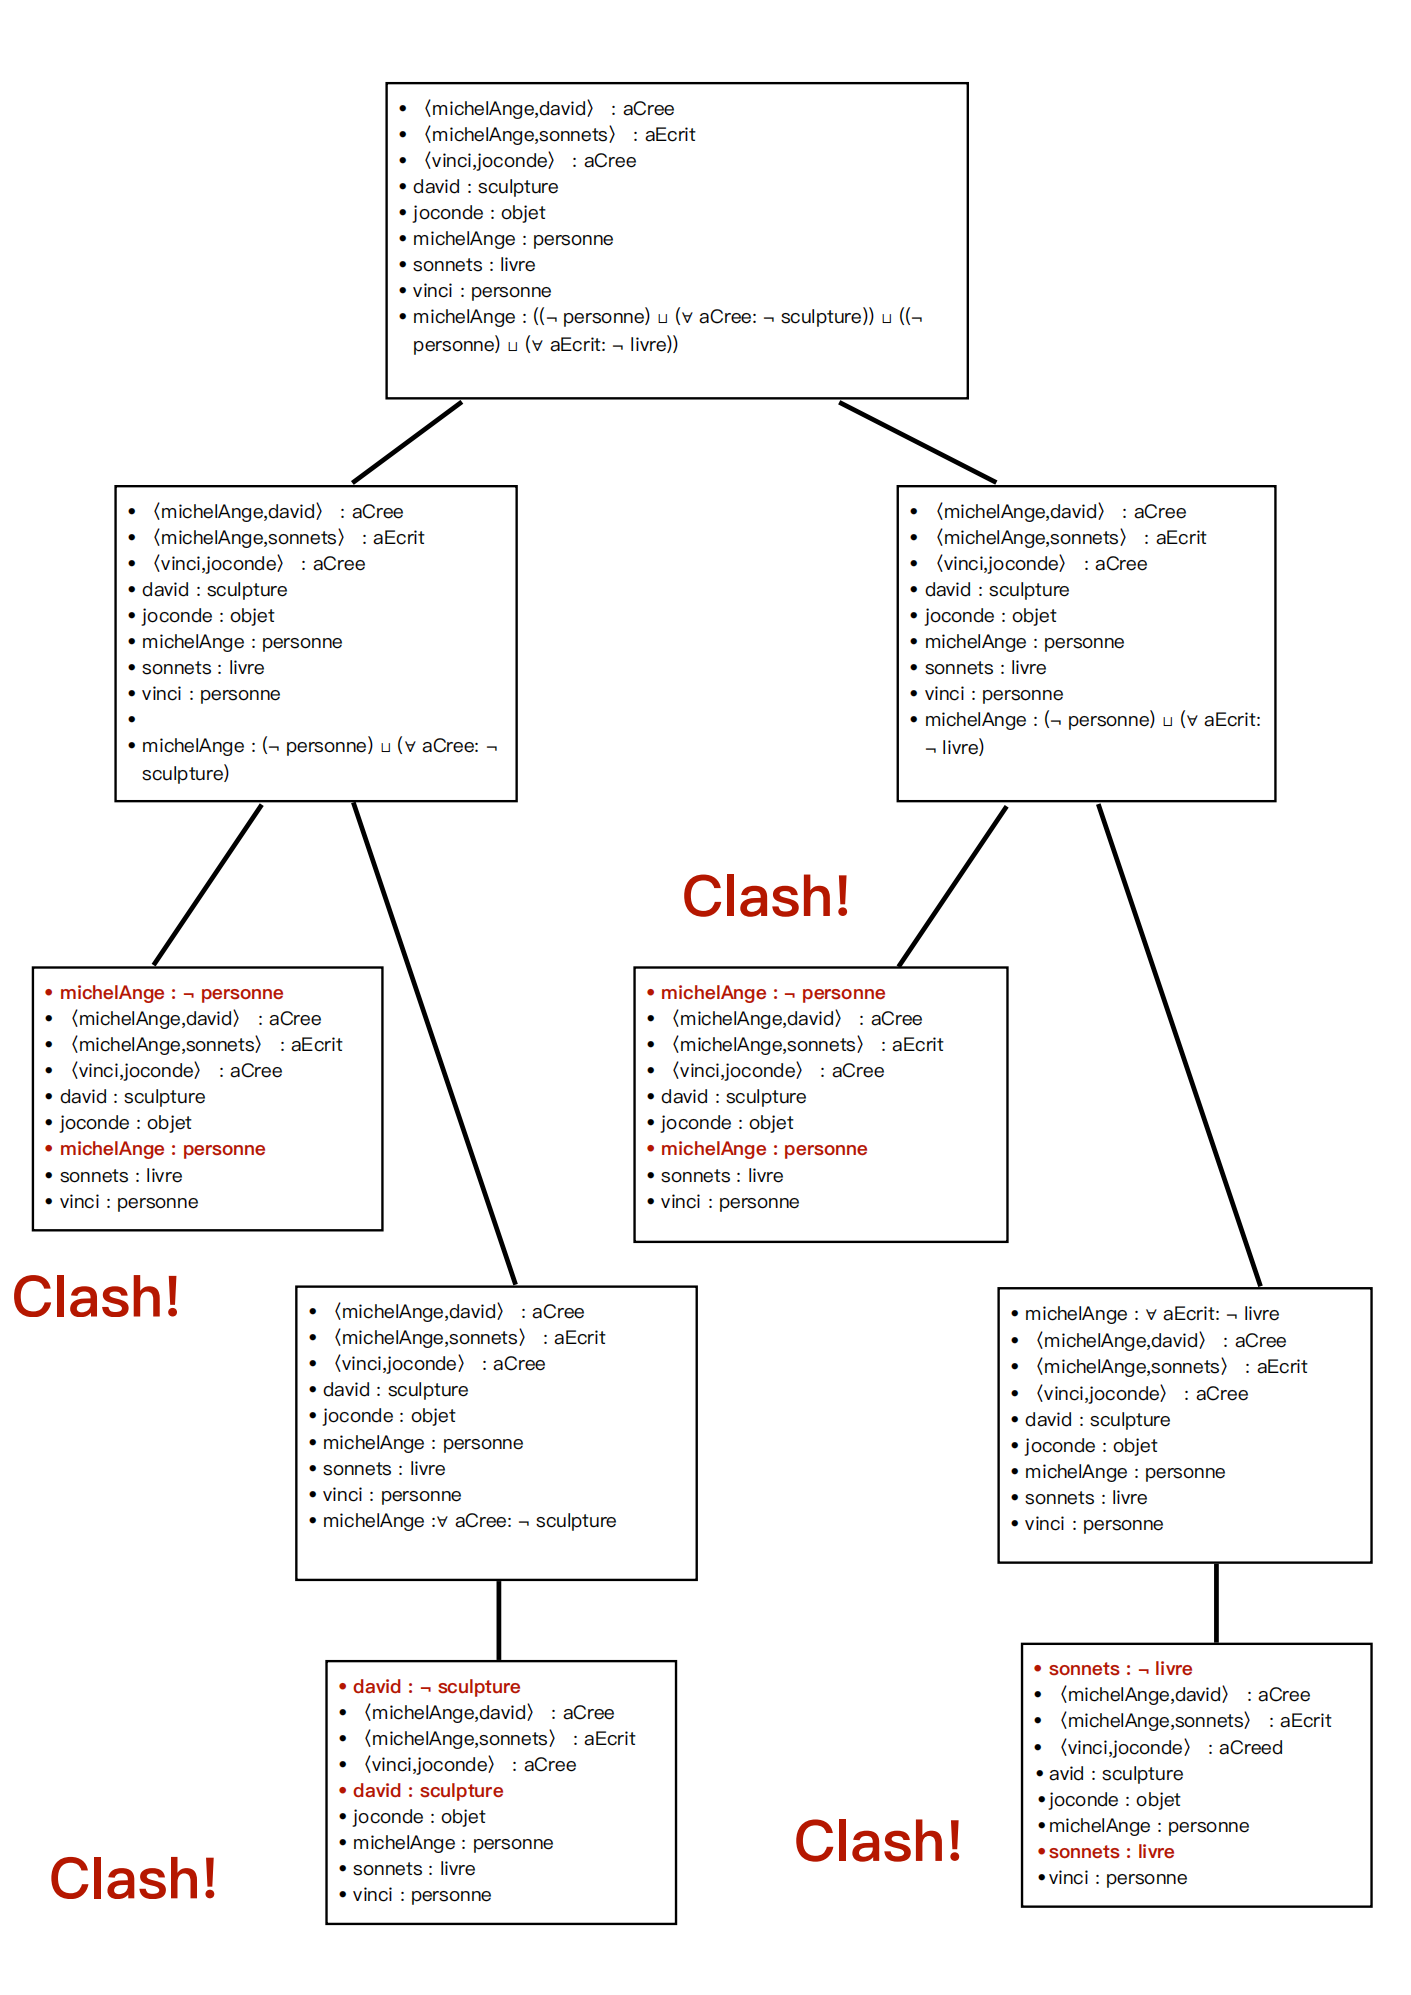 • 〈michelAnge,david〉 : aCree
• 〈michelAnge,sonnets〉 : aEcrit
• 〈vinci,joconde〉 : aCree
• david : sculpture
• joconde : objet
• michelAnge : personne
• sonnets : livre
• vinci : personne
• michelAnge : ((¬ personne) ⊔ (∀ aCree: ¬ sculpture)) ⊔ ((¬
personne) ⊔ (∀ aEcrit: ¬ livre))
• 〈michelAnge,david〉 : aCree
• 〈michelAnge,sonnets〉 : aEcrit
• 〈vinci,joconde〉 : aCree
• david : sculpture
• joconde : objet
• michelAnge : personne
• sonnets : livre
• vinci : personne
•
• michelAnge : (¬ personne) ⊔ (∀ aCree: ¬
sculpture)
• 〈michelAnge,david〉 : aCree
• 〈michelAnge,sonnets〉 : aEcrit
• 〈vinci,joconde〉 : aCree
• david : sculpture
• joconde : objet
• michelAnge : personne
• sonnets : livre
• vinci : personne
• michelAnge : (¬ personne) ⊔ (∀ aEcrit:
¬ livre)
Clash!
• michelAnge : ¬ personne
• 〈michelAnge,david〉 : aCree
• 〈michelAnge,sonnets〉 : aEcrit
• 〈vinci,joconde〉 : aCree
• david : sculpture
• joconde : objet
• michelAnge : personne
• sonnets : livre
• vinci : personne
• michelAnge : ¬ personne
• 〈michelAnge,david〉 : aCree
• 〈michelAnge,sonnets〉 : aEcrit
• 〈vinci,joconde〉 : aCree
• david : sculpture
• joconde : objet
• michelAnge : personne
• sonnets : livre
• vinci : personne
Clash!
• 〈michelAnge,david〉 : aCree
• 〈michelAnge,sonnets〉 : aEcrit
• 〈vinci,joconde〉 : aCree
• david : sculpture
• joconde : objet
• michelAnge : personne
• sonnets : livre
• vinci : personne
• michelAnge :∀ aCree: ¬ sculpture
• michelAnge : ∀ aEcrit: ¬ livre
• 〈michelAnge,david〉 : aCree
• 〈michelAnge,sonnets〉 : aEcrit
• 〈vinci,joconde〉 : aCree
• david : sculpture
• joconde : objet
• michelAnge : personne
• sonnets : livre
• vinci : personne
• david : ¬ sculpture
• 〈michelAnge,david〉 : aCree
• 〈michelAnge,sonnets〉 : aEcrit
• 〈vinci,joconde〉 : aCree
• david : sculpture
• joconde : objet
• michelAnge : personne
• sonnets : livre
• vinci : personne
Clash!
• sonnets : ¬ livre
• 〈michelAnge,david〉 : aCree
• 〈michelAnge,sonnets〉 : aEcrit
• 〈vinci,joconde〉 : aCreed
• avid : sculpture
•joconde : objet
•michelAnge : personne
•sonnets : livre
•vinci : personne
Clash!